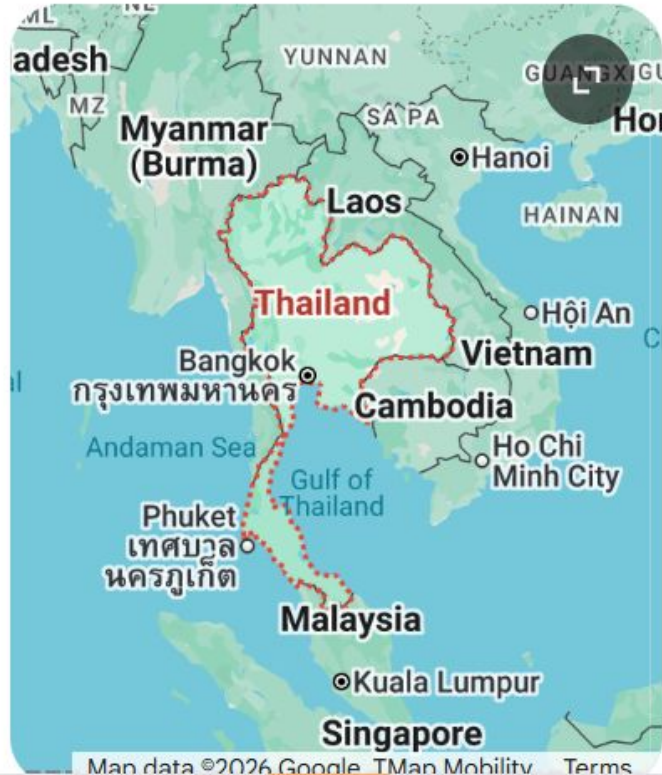 adesh
YUNNAN
MZ
SA PA
Myanmar
(Burma)
Hanoi
Laos
HAINAN
Thailand
Hội An
Bangkok
กรุงเทพมหานคร
Vietnam
Cambodia
Andaman Sea
Ho Chi
Minh City
Gulf of
Thailand
Phuket
เทศบาล
นครภูเก็ต
Malaysia
Kuala Lumpur
Singapore
Map data ©2026 Google, TMap Mobility
Terms